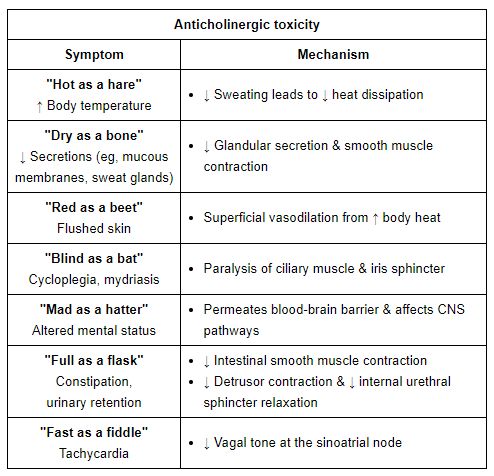 Anticholinergic toxicity
Symptom
Mechanism
"Hot as a hare"
↑ Body temperature
• ↓ Sweating leads to ↓ heat dissipation
"Dry as a bone"
↓ Secretions (eg, mucous
membranes, sweat glands)
• ↓ Glandular secretion & smooth muscle
contraction
"Red as a beet"
Flushed skin
• Superficial vasodilation from ↑ body heat
"Blind as a bat"
Cycloplegia, mydriasis
• Paralysis of ciliary muscle & iris sphincter
"Mad as a hatter"
Altered mental status
• Permeates blood-brain barrier & affects CNS
pathways
"Full as a flask"
Constipation,
urinary retention
• ↓ Intestinal smooth muscle contraction
• ↓ Detrusor contraction & ↓ internal urethral
sphincter relaxation
"Fast as a fiddle"
Tachycardia
• ↓ Vagal tone at the sinoatrial node